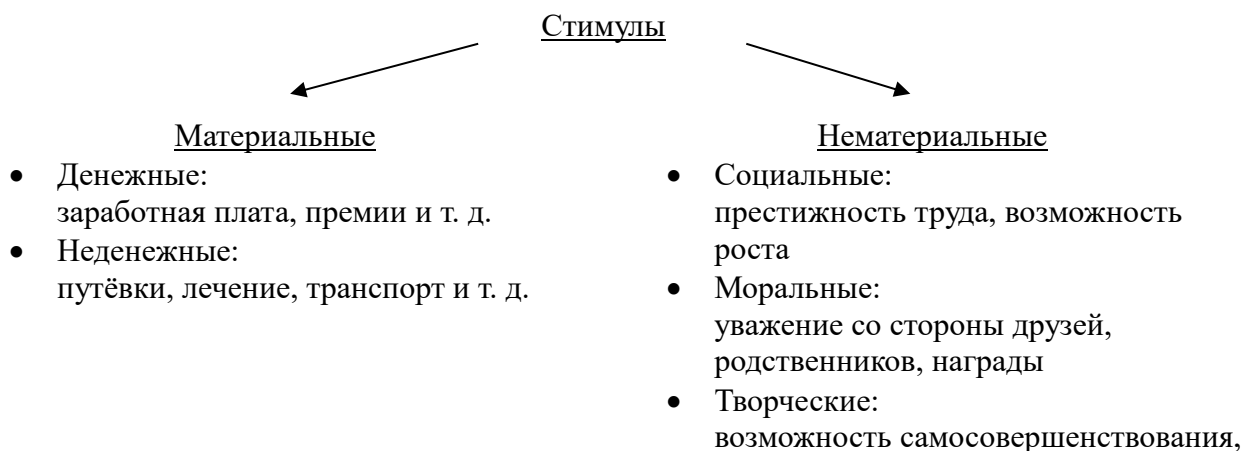 Стимулы
Материальные
• Денежные:
заработная плата, премии и т. д.
• Неденежные:
путёвки, лечение, транспорт и т. д.
Нематериальные
• Социальные:
престижность труда, возможность
роста
• Моральные:
уважение со стороны друзей,
родственников, награды
• Творческие:
возможность самосовершенствования,